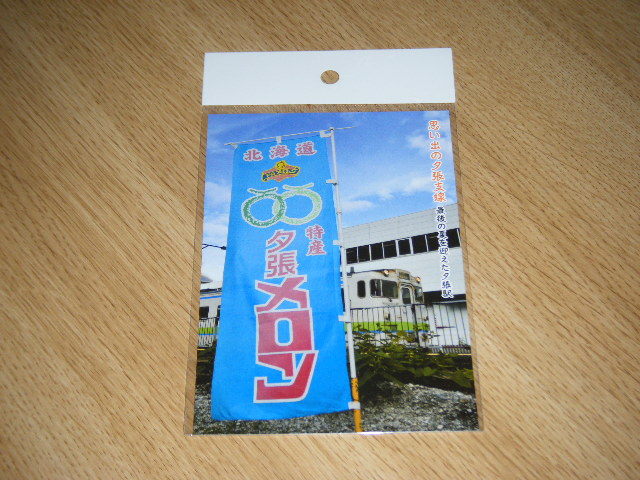 思い出の夕張支線
最後の夏を迎えた夕張駅
北海道
特産
夕張
メロン